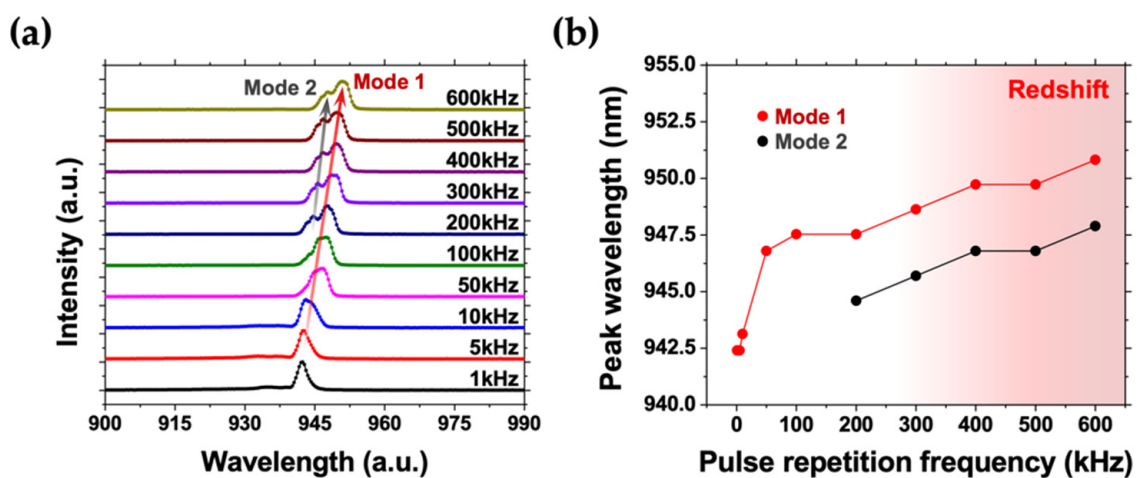 (a)
Intensity (a.u.)
Mode 2
Mode 1
600kHz
500kHz
400kHz
300kHz
200kHz
100kHz
50kHz
10kHz
5kHz
1kHz
900 915 930 945 960 975 990
Wavelength (a.u.)
(b)
Peak wavelength (nm)
955.0
952.5
950.0
947.5
945.0
942.5
940.0
Redshift
Mode 1
Mode 2
0 100 200 300 400 500 600
Pulse repetition frequency (kHz)